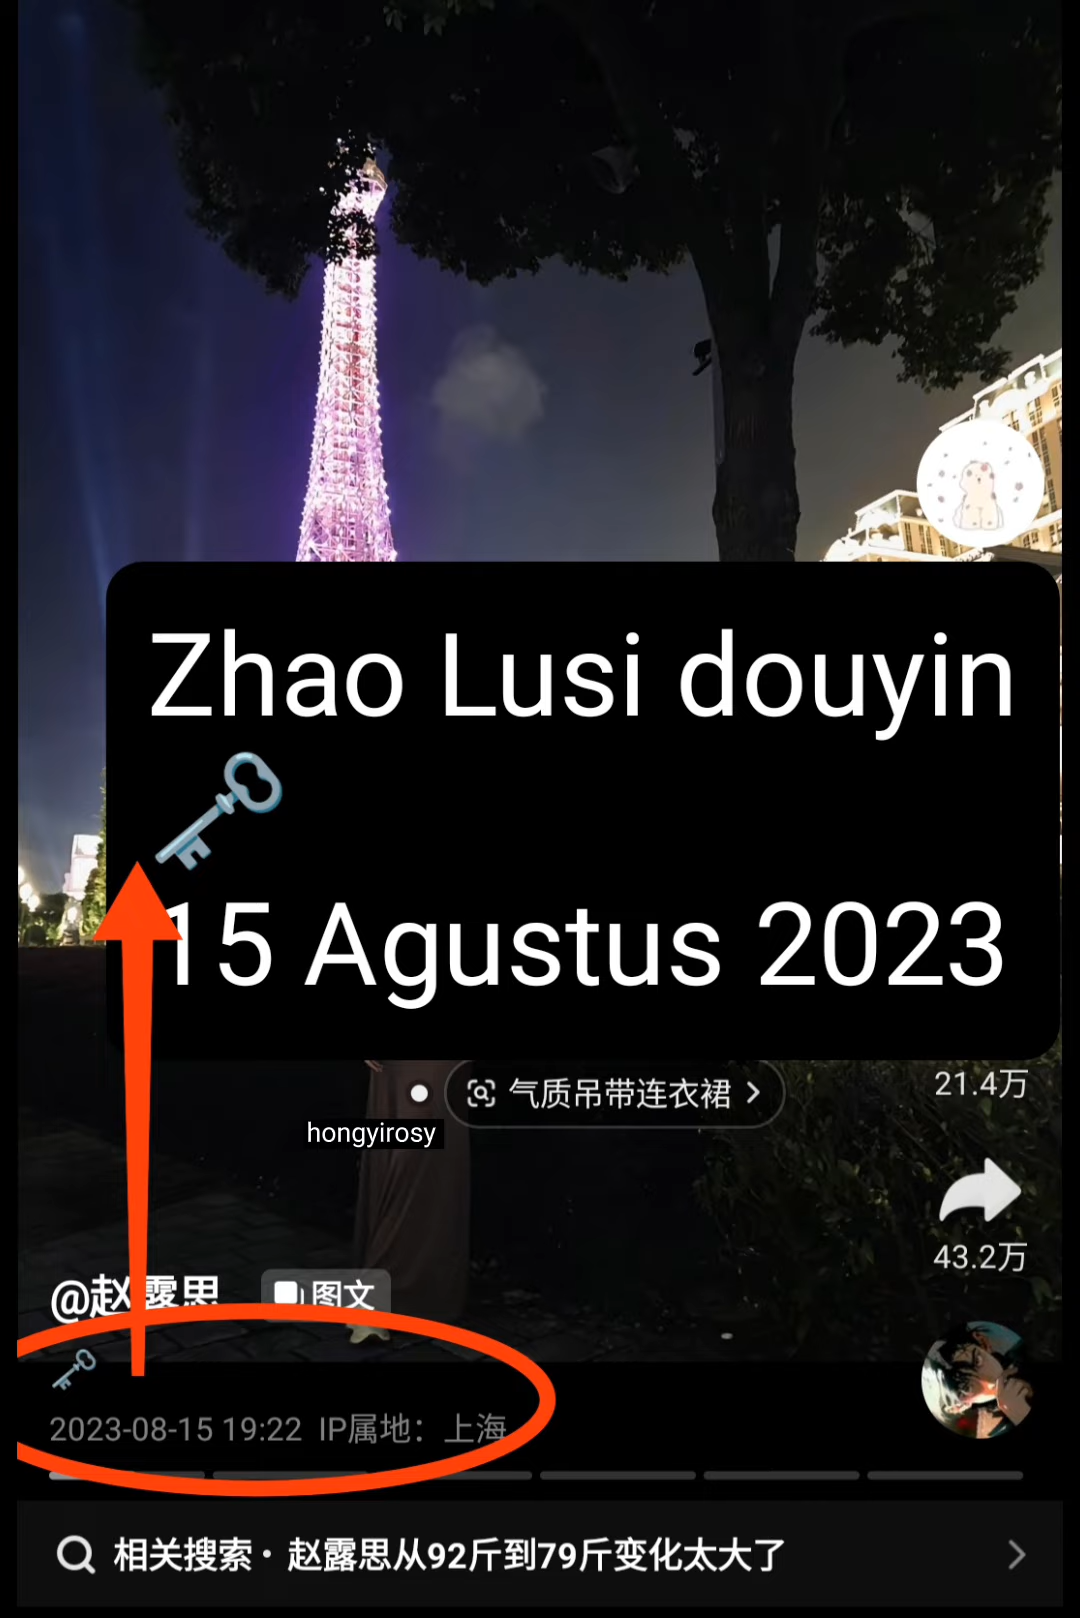 Zhao Lusi douyin
🗝️
15 Agustus 2023
气质吊带连衣裙
21.4万
hongyirosy
43.2万
@赵露思 图文
🗝️
2023-08-15 19:22 IP属地：上海
相关搜索 · 赵露思从92斤到79斤变化太大了